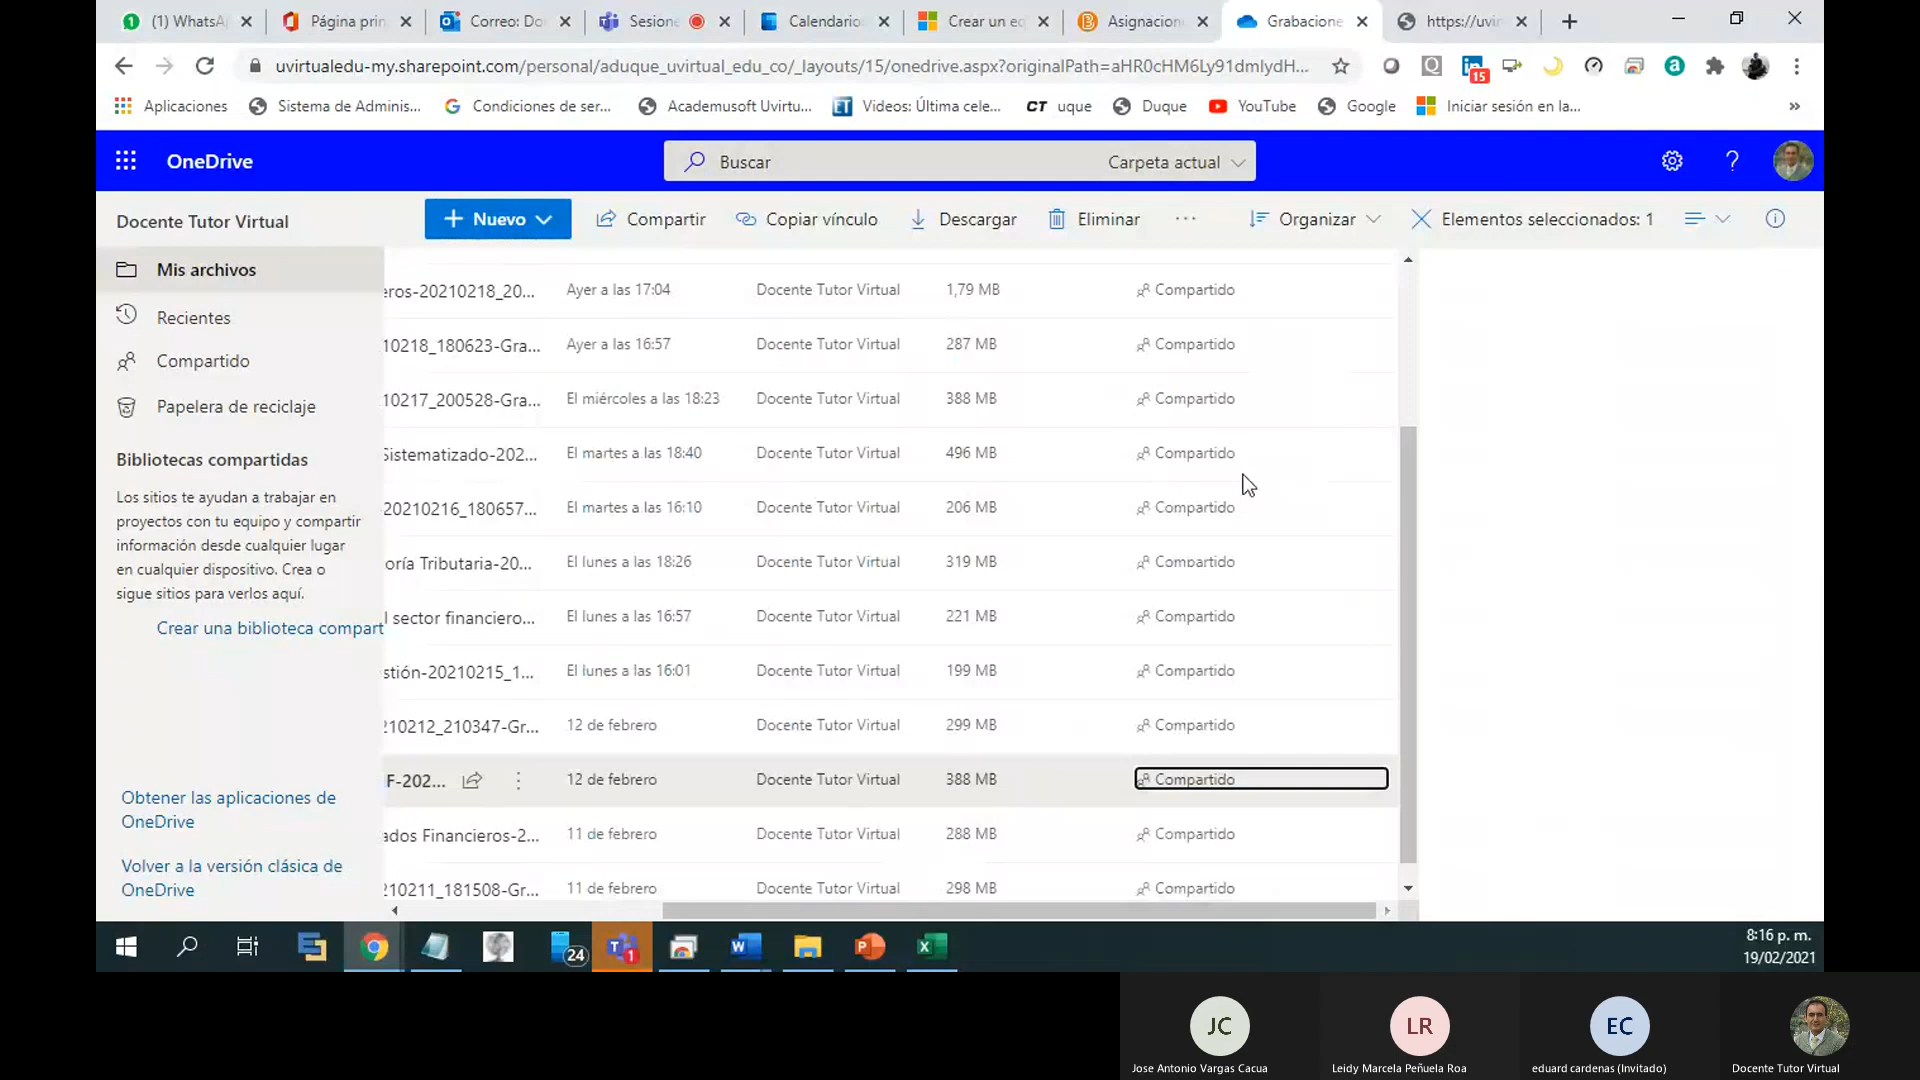 (1) WhatsA
Página prin
Correo: Do
Sesione
Calendario
Crear un eq
Asignacion
Grabacione
https://uvir
uvirtualedu-my.sharepoint.com/personal/aduque_uvirtual_edu_co/_layouts/15/onedrive.aspx?originalPath=aHR0cHM6Ly91dmlydH...
15
Aplicaciones
Sistema de Adminis...
Condiciones de ser...
Academusoft Uvirtu...
ET Videos: Última cele...
CT uque
Duque
YouTube
Google
Iniciar sesión en la...
»
OneDrive
Buscar
Carpeta actual
?
Docente Tutor Virtual
Nuevo
Compartir
Copiar vínculo
Descargar
Eliminar
...
Organizar
Elementos seleccionados: 1
Mis archivos
Recientes
Compartido
Papelera de reciclaje
Bibliotecas compartidas
Los sitios te ayudan a trabajar en
proyectos con tu equipo y compartir
información desde cualquier lugar
en cualquier dispositivo. Crea o
sigue sitios para verlos aquí.
Crear una biblioteca compart
Obtener las aplicaciones de
OneDrive
Volver a la versión clásica de
OneDrive
eros-20210218_20... Ayer a las 17:04 Docente Tutor Virtual 1,79 MB Compartido
10218_180623-Gra... Ayer a las 16:57 Docente Tutor Virtual 287 MB Compartido
10217_200528-Gra... El miércoles a las 18:23 Docente Tutor Virtual 388 MB Compartido
Sistematizado-202... El martes a las 18:40 Docente Tutor Virtual 496 MB Compartido
20210216_180657... El martes a las 16:10 Docente Tutor Virtual 206 MB Compartido
oría Tributaria-20... El lunes a las 18:26 Docente Tutor Virtual 319 MB Compartido
l sector financiero... El lunes a las 16:57 Docente Tutor Virtual 221 MB Compartido
stión-20210215_1... El lunes a las 16:01 Docente Tutor Virtual 199 MB Compartido
210212_210347-Gr... 12 de febrero Docente Tutor Virtual 299 MB Compartido
F-202... 12 de febrero Docente Tutor Virtual 388 MB Compartido
ados Financieros-2... 11 de febrero Docente Tutor Virtual 288 MB Compartido
210211_181508-Gr... 11 de febrero Docente Tutor Virtual 298 MB Compartido
24
1
8:16 p. m.
19/02/2021
JC
LR
EC
Jose Antonio Vargas Cacua
Leidy Marcela Peñuela Roa
eduard cardenas (Invitado)
Docente Tutor Virtual